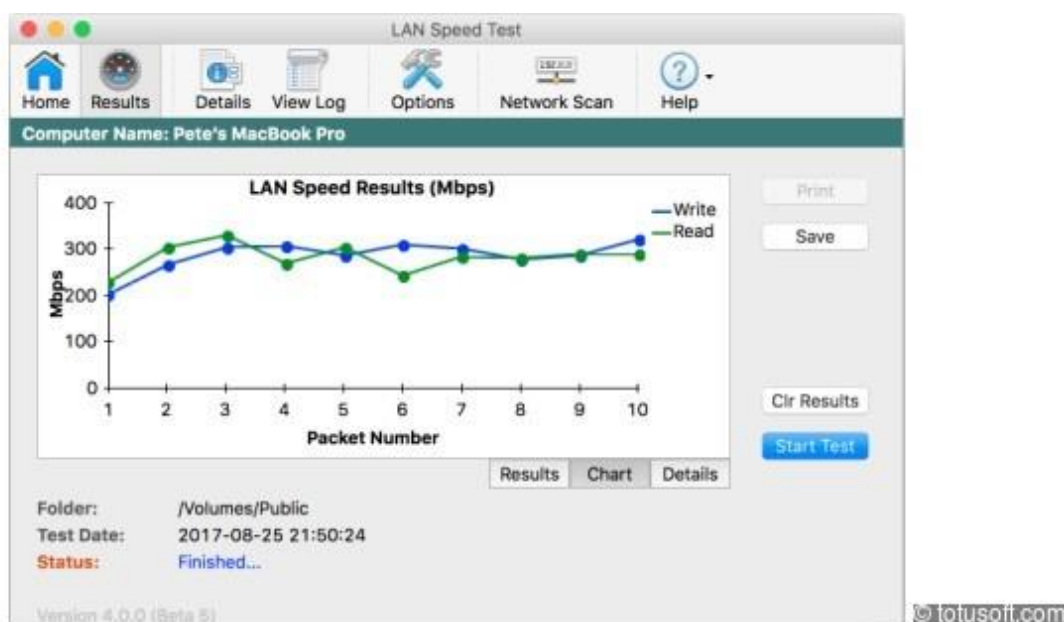 LAN Speed Test
Home Results Details View Log Options Network Scan Help
Computer Name: Pete's MacBook Pro
LAN Speed Results (Mbps)
Write
Read
Mbps
400
300
200
100
0
1 2 3 4 5 6 7 8 9 10
Packet Number
Print
Save
Clr Results
Start Test
Results Chart Details
Folder: /Volumes/Public
Test Date: 2017-08-25 21:50:24
Status: Finished...
Version 4.0.0 (Beta 5)
© totusoft.com